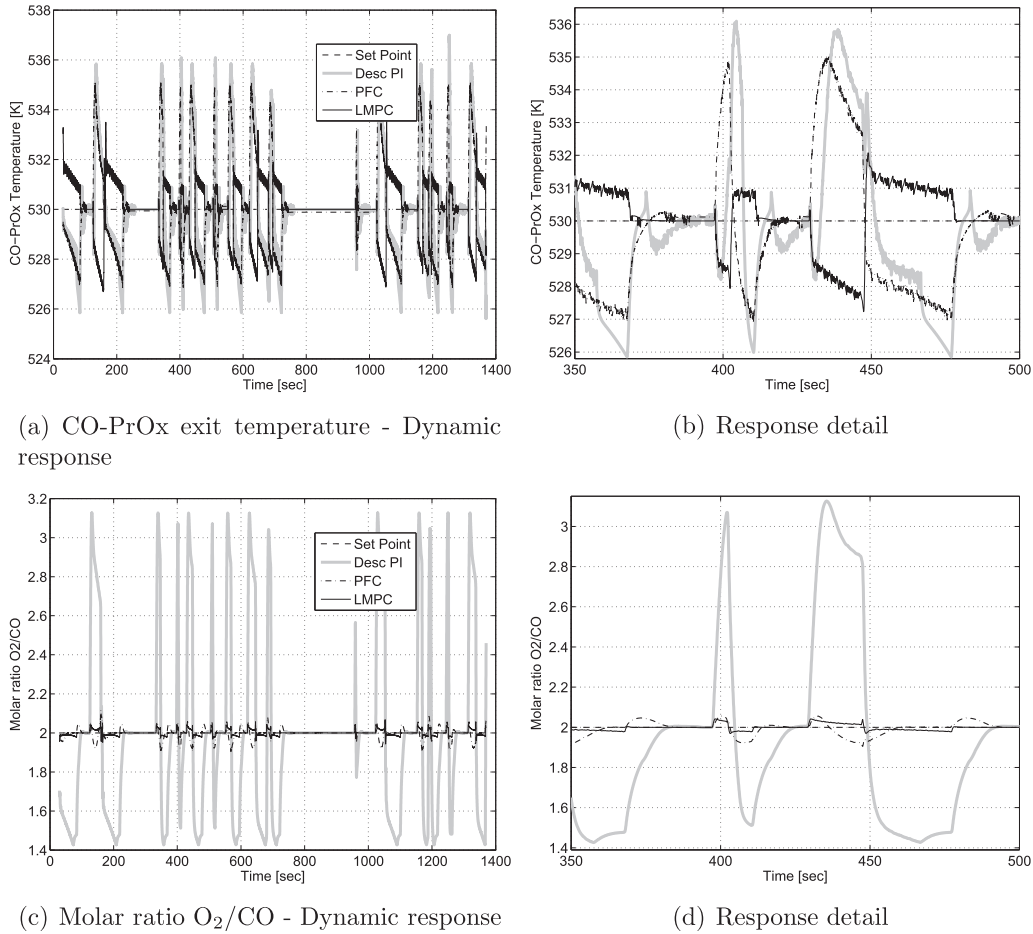 538
536
534
532
530
528
526
524
CO−PrOx Temperature [K]
0 200 400 600 800 1000 1200 1400
Time [sec]
Set Point
Desc PI
PFC
LMPC
(a) CO-PrOx exit temperature - Dynamic
response
536
535
534
533
532
531
530
529
528
527
526
CO−PrOx Temperature [K]
350 400 450 500
Time [sec]
(b) Response detail
3.2
3
2.8
2.6
2.4
2.2
2
1.8
1.6
1.4
Molar ratio O2/CO
0 200 400 600 800 1000 1200 1400
Time [sec]
Set Point
Desc PI
PFC
LMPC
(c) Molar ratio O₂/CO - Dynamic response
3
2.8
2.6
2.4
2.2
2
1.8
1.6
1.4
Molar ratio O2/CO
350 400 450 500
Time [sec]
(d) Response detail